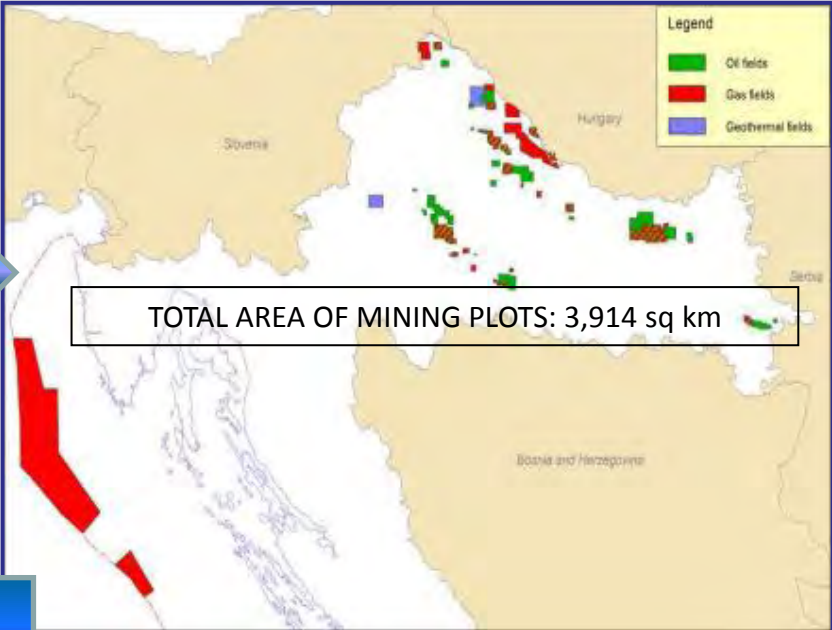 Legend
Oil fields
Gas fields
Geothermal fields
Hungary
Slovenia
Serbia
TOTAL AREA OF MINING PLOTS: 3,914 sq km
Bosnia and Herzegovina